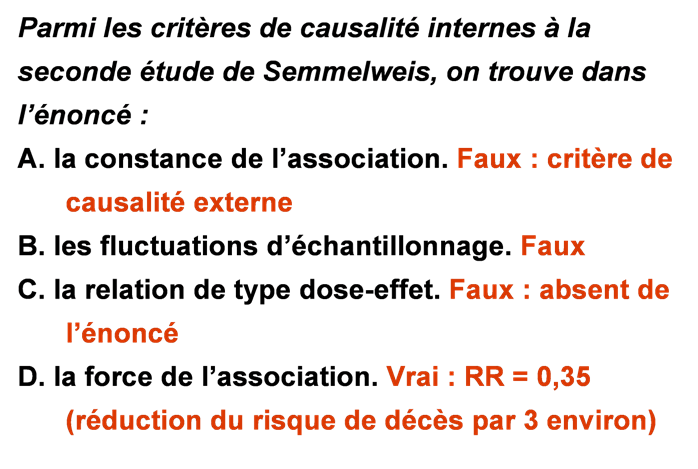 Parmi les critères de causalité internes à la
seconde étude de Semmelweis, on trouve dans
l’énoncé :
A. la constance de l’association. Faux : critère de
causalité externe
B. les fluctuations d’échantillonnage. Faux
C. la relation de type dose-effet. Faux : absent de
l’énoncé
D. la force de l’association. Vrai : RR = 0,35
(réduction du risque de décès par 3 environ)